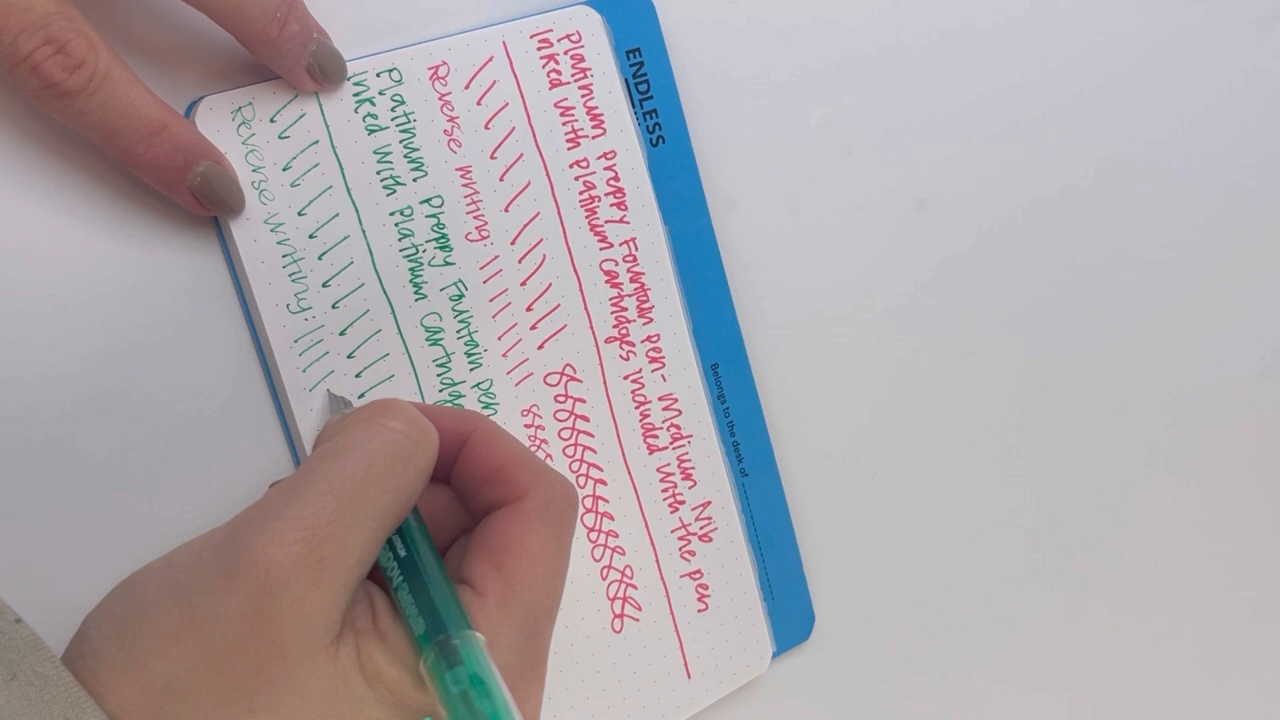 ENDLESS
Belongs to the desk of
Platinum Preppy Fountain Pen- Medium Nib
Inked with Platinum Cartridges included with the pen
Reverse writing:
Platinum Preppy Fountain Pen
Inked with Platinum
Reverse writing: